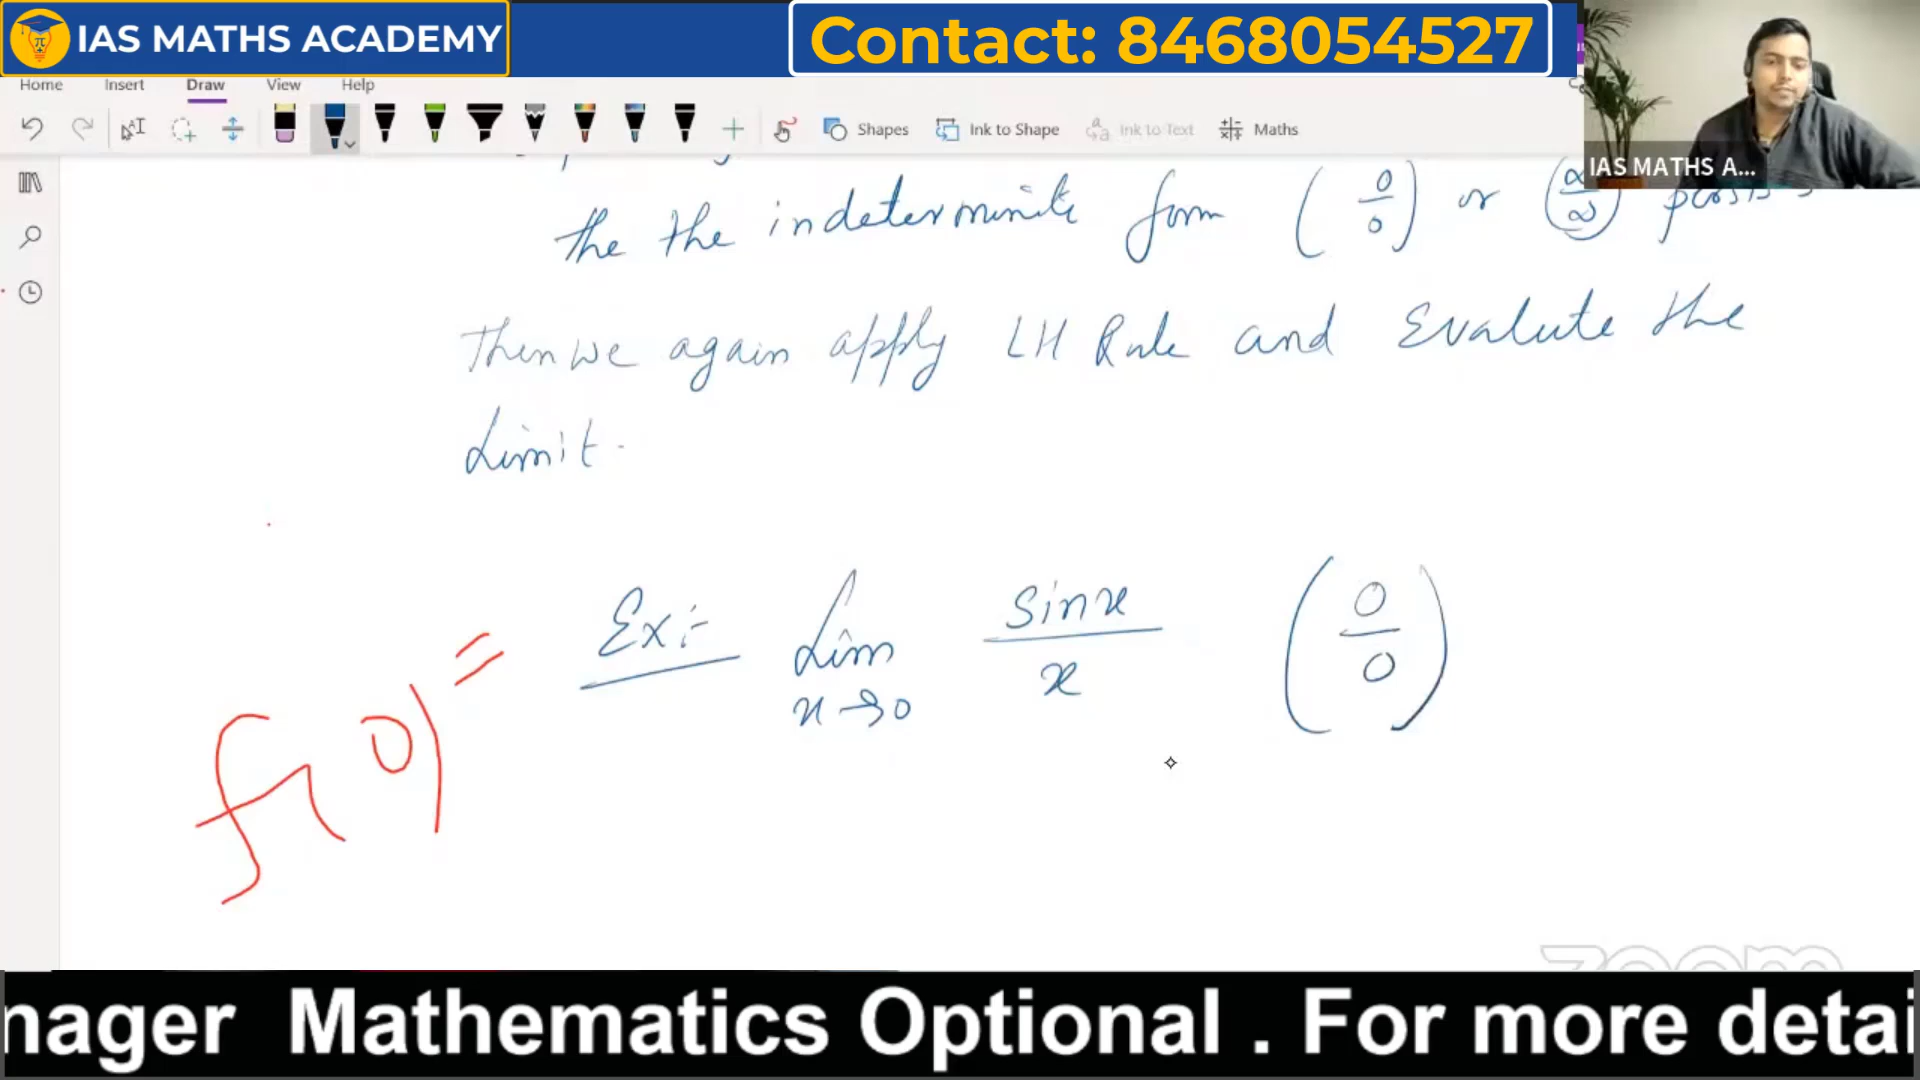 IAS MATHS ACADEMY
Contact: 8468054527
Home Insert Draw View Help
Shapes Ink to Shape Ink to Text Maths
IAS MATHS A...
the the indeterminite form (0/0) or (∞/∞)
Then we again apply LH Rule and Evalute the
Limit.
Ex:- Lim x→0 sinx/x (0/0)
f(0) =
zoom
nager Mathematics Optional . For more detai